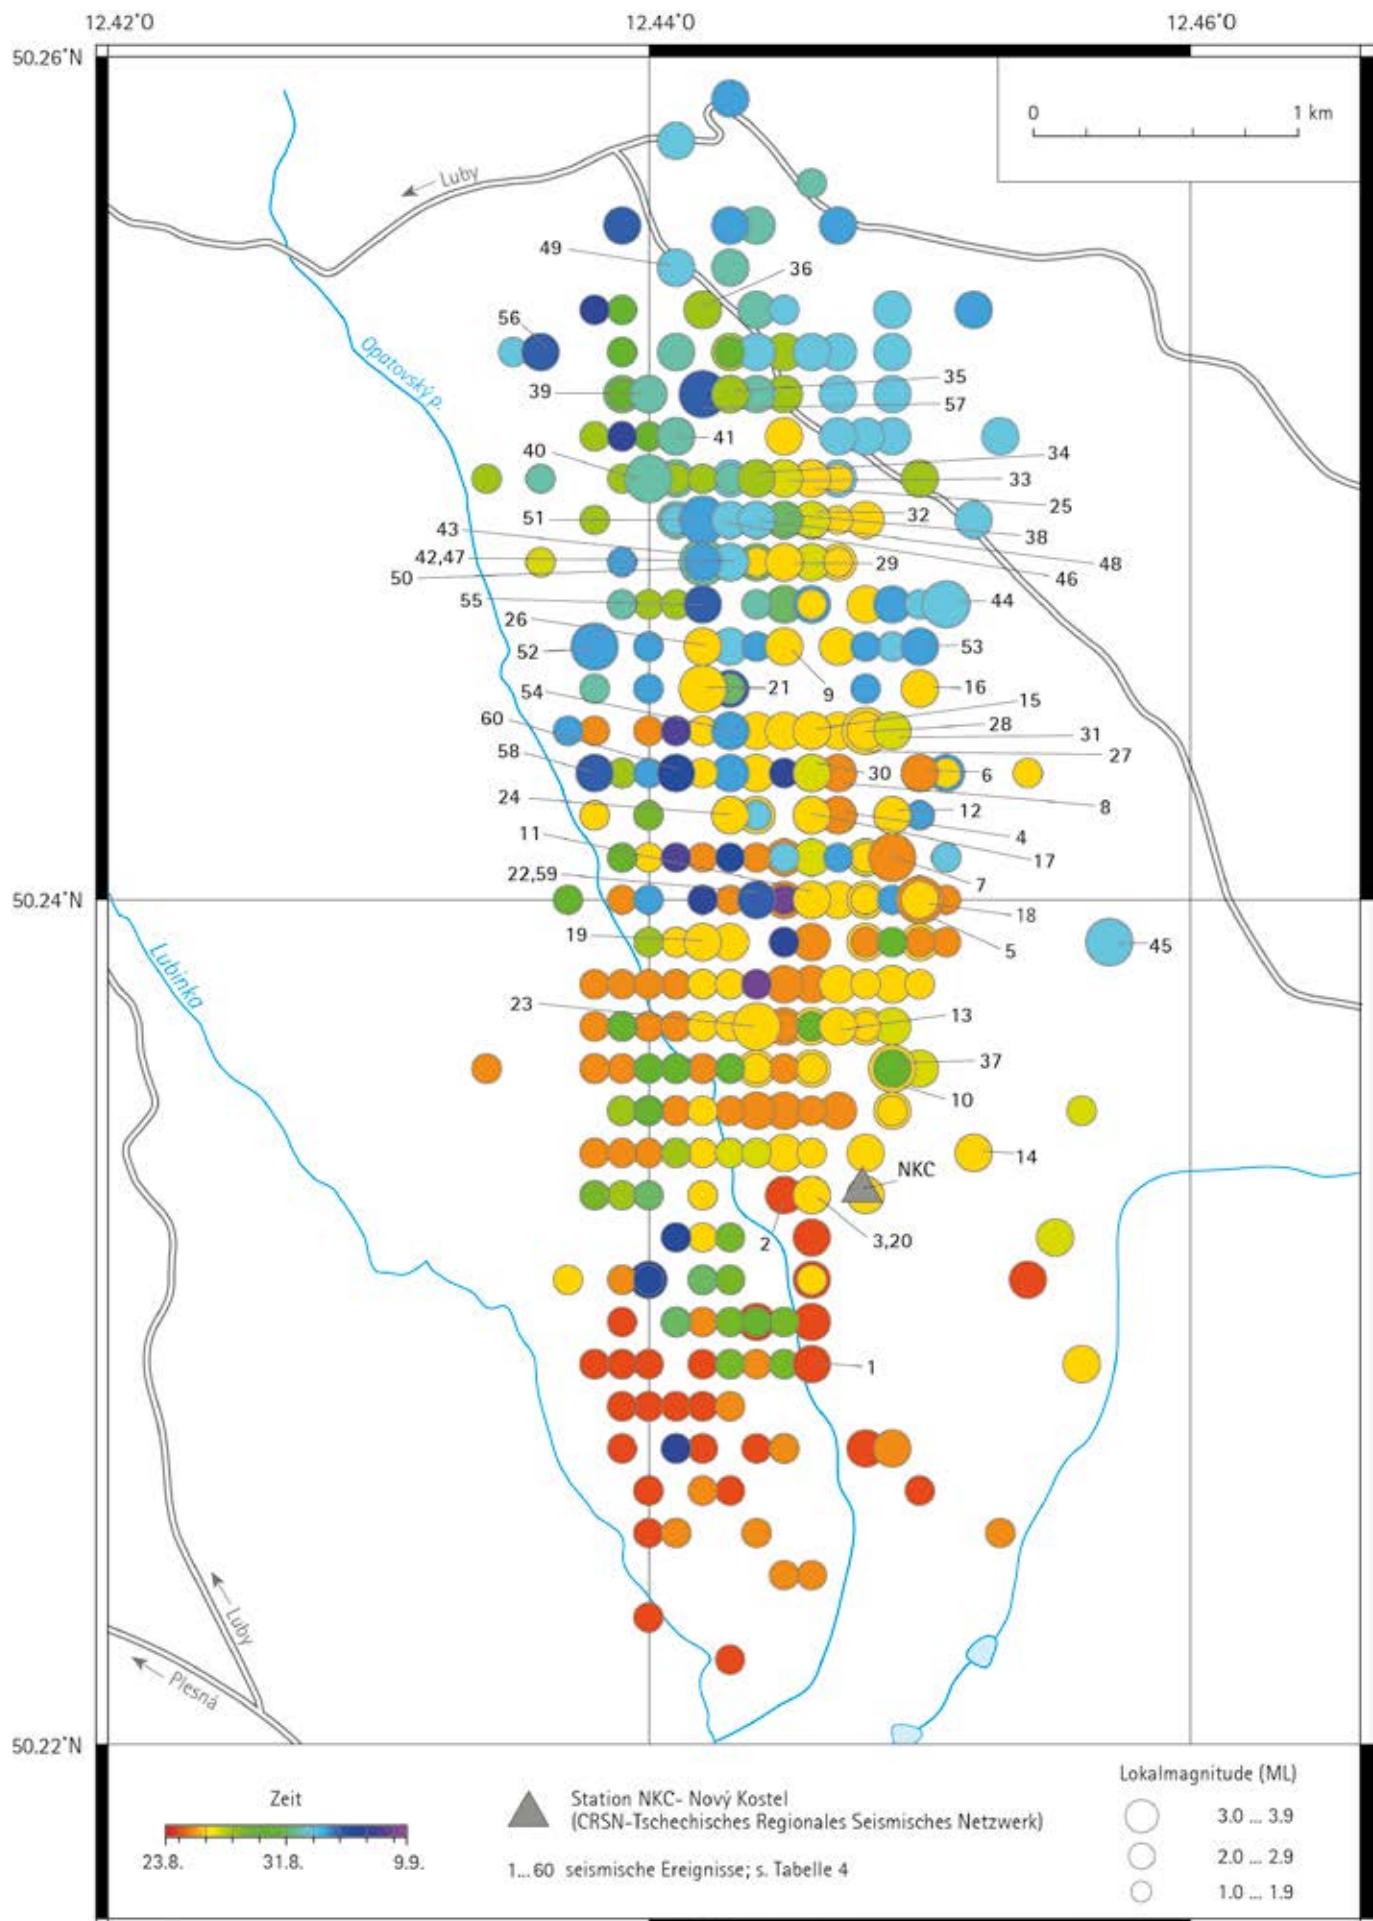 12.42°O
12.44°O
12.46°O
50.26°N
0
1 km
Luby
49
36
56
Opatovský p.
35
39
57
41
40
34
33
25
51
32
43
38
42,47
48
29
46
50
55
44
26
52
53
9
21
16
54
15
60
28
31
58
27
30
6
24
8
12
4
11
17
22,59
7
50.24°N
18
19
5
45
Lubinka
23
13
37
10
14
NKC
2
3,20
1
Luby
Plesná
50.22°N
Zeit
23.8.
31.8.
9.9.
Station NKC- Nový Kostel
(CRSN-Tschechisches Regionales Seismisches Netzwerk)
1...60 seismische Ereignisse; s. Tabelle 4
Lokalmagnitude (ML)
3.0 ... 3.9
2.0 ... 2.9
1.0 ... 1.9